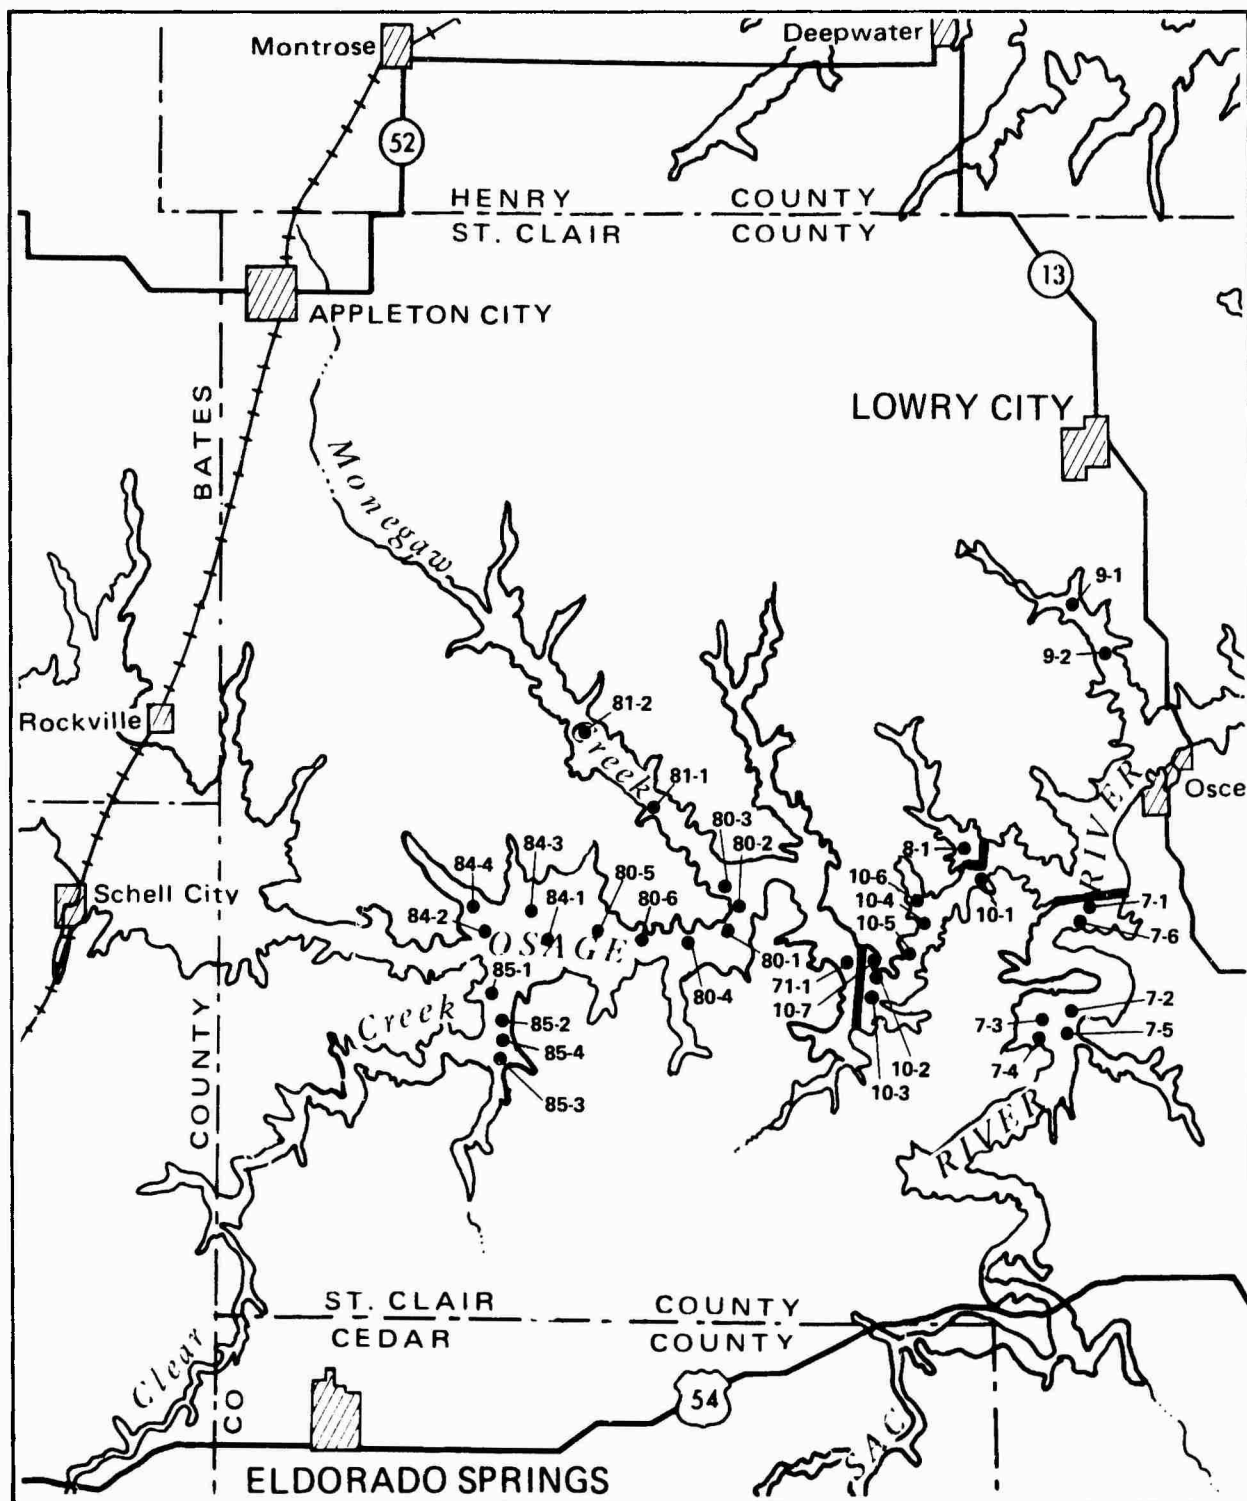 Montrose
Deepwater
52
HENRY COUNTY
ST. CLAIR COUNTY
13
APPLETON CITY
BATES
LOWRY CITY
Monegaw
9-1
9-2
81-2
Creek
Rockville
81-1
RIVER
Osce
80-3
80-2
84-3
84-4
80-5
8-1
Schell City
84-1
80-6
10-6
10-4
10-5
10-1
7-1
7-6
84-2
OSAGE
80-1
85-1
80-4
71-1
10-7
Creek
7-2
7-3
7-5
85-2
85-4
7-4
10-2
10-3
85-3
COUNTY
RIVER
ST. CLAIR COUNTY
CEDAR COUNTY
Clear
CO
54
SAC
ELDORADO SPRINGS